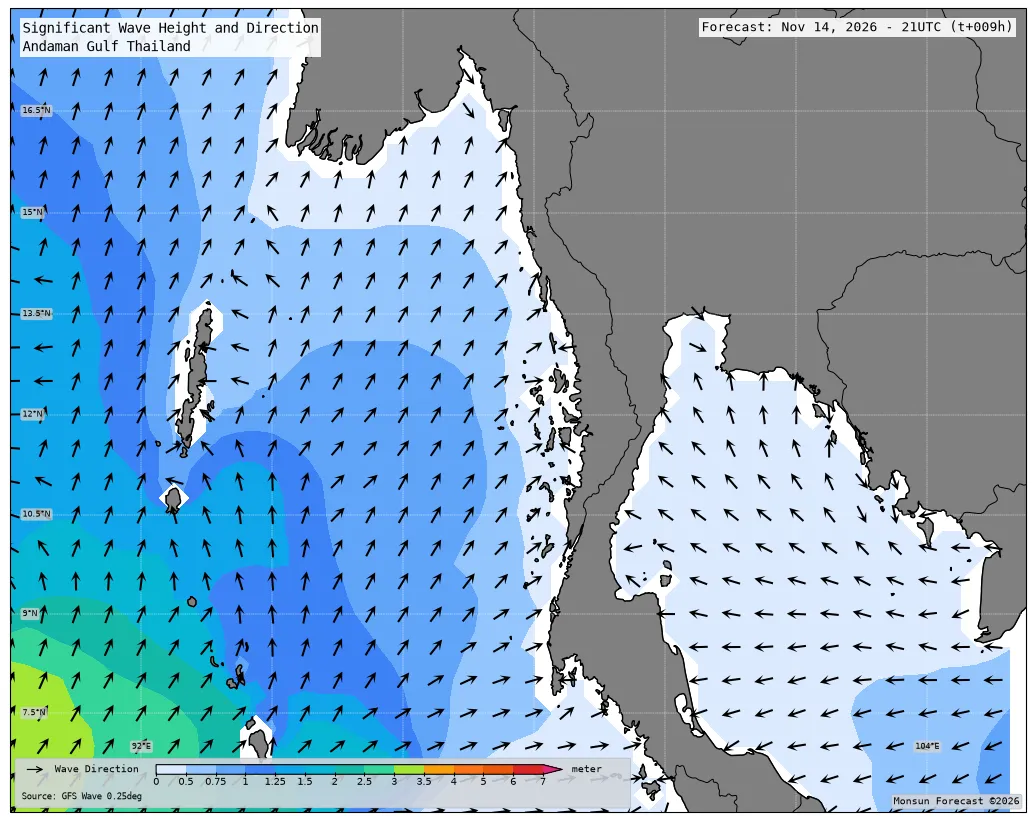 Significant Wave Height and Direction
Andaman Gulf Thailand
Forecast: Nov 14, 2026 - 21UTC (t+009h)
16.5°N
15°N
13.5°N
12°N
10.5°N
9°N
7.5°N
92°E
104°E
Wave Direction
meter
0 0.5 0.75 1 1.25 1.5 2 2.5 3 3.5 4 5 6 7
Source: GFS Wave 0.25deg
Monsun Forecast ©2026